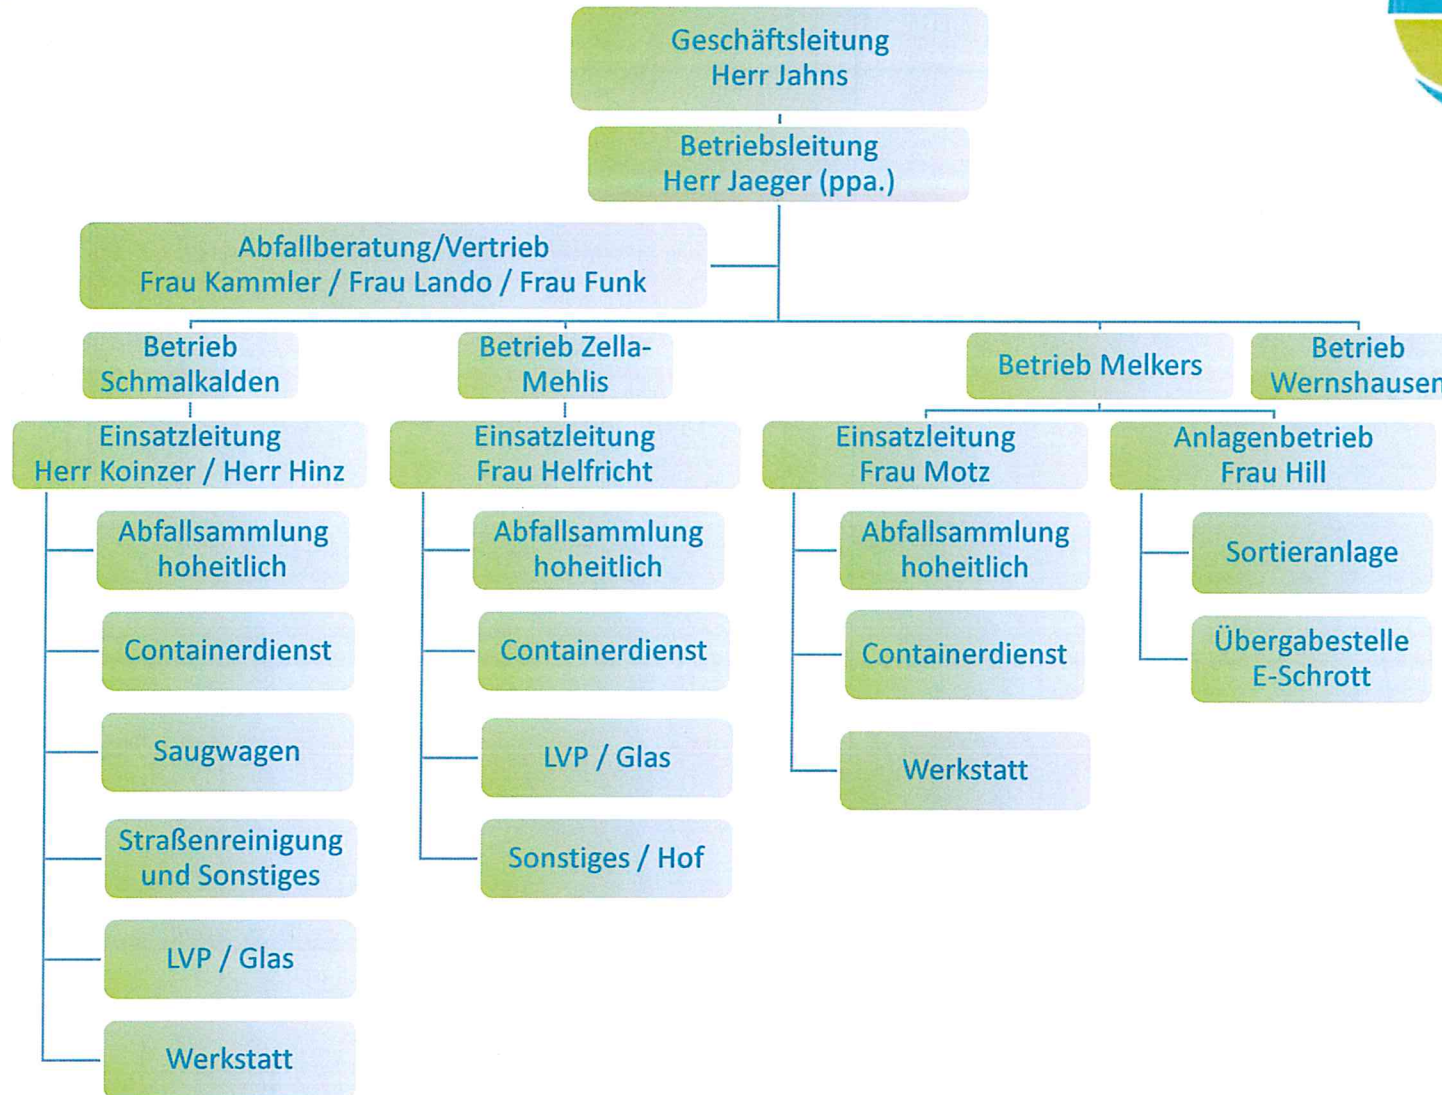 Geschäftsleitung
Herr Jahns
Betriebsleitung
Herr Jaeger (ppa.)
Abfallberatung/Vertrieb
Frau Kammler / Frau Lando / Frau Funk
Betrieb
Schmalkalden
Betrieb Zella-
Mehlis
Betrieb Melkers
Betrieb
Wernshausen
Einsatzleitung
Herr Koinzer / Herr Hinz
Abfallsammlung
hoheitlich
Containerdienst
Saugwagen
Straßenreinigung
und Sonstiges
LVP / Glas
Werkstatt
Einsatzleitung
Frau Helfricht
Abfallsammlung
hoheitlich
Containerdienst
LVP / Glas
Sonstiges / Hof
Einsatzleitung
Frau Motz
Abfallsammlung
hoheitlich
Containerdienst
Werkstatt
Anlagenbetrieb
Frau Hill
Sortieranlage
Übergabestelle
E-Schrott